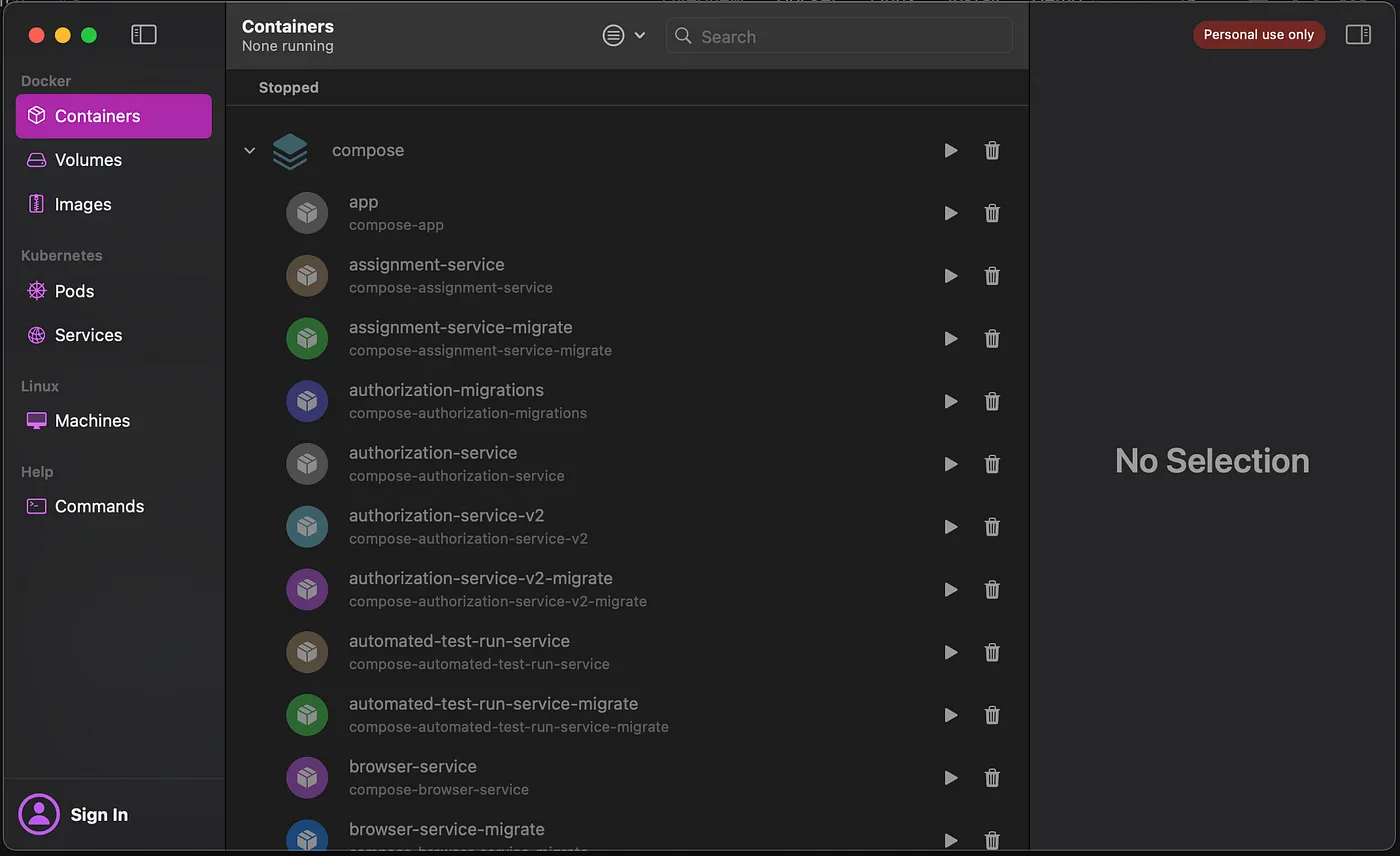 Containers
None running
Search
Personal use only
Docker
Containers
Volumes
Images
Kubernetes
Pods
Services
Linux
Machines
Help
Commands
Sign In
Stopped
compose
app
compose-app
assignment-service
compose-assignment-service
assignment-service-migrate
compose-assignment-service-migrate
authorization-migrations
compose-authorization-migrations
authorization-service
compose-authorization-service
authorization-service-v2
compose-authorization-service-v2
authorization-service-v2-migrate
compose-authorization-service-v2-migrate
automated-test-run-service
compose-automated-test-run-service
automated-test-run-service-migrate
compose-automated-test-run-service-migrate
browser-service
compose-browser-service
browser-service-migrate
No Selection